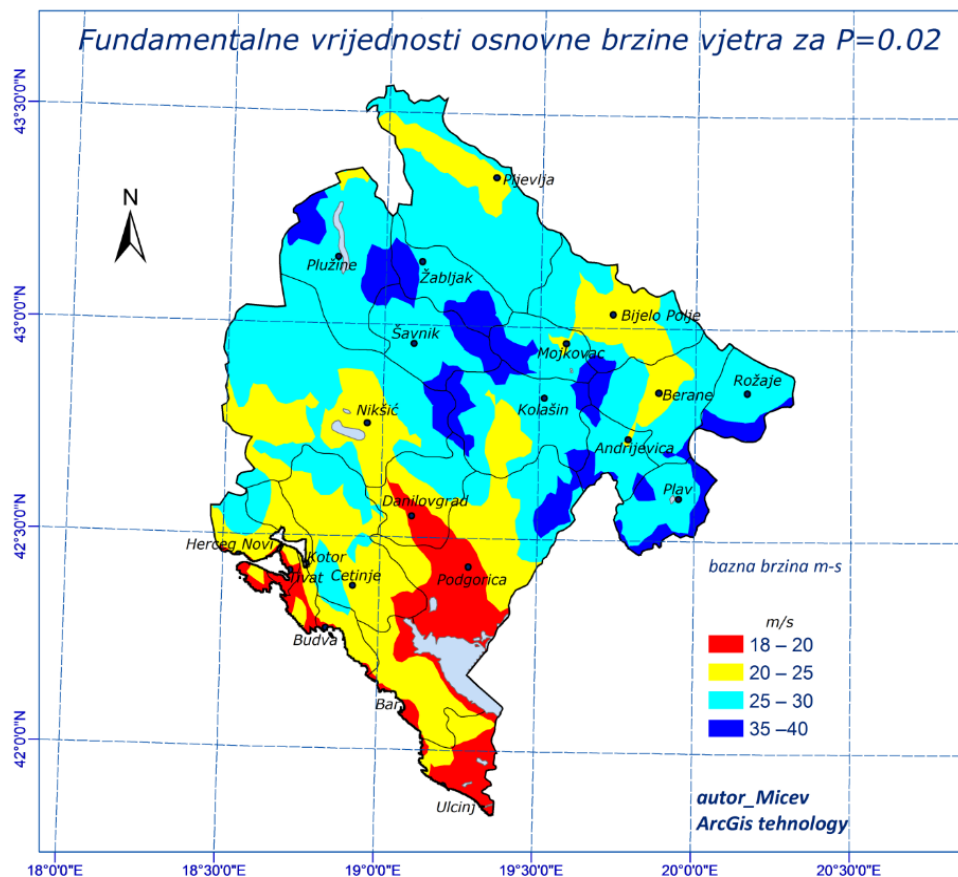 Fundamentalne vrijednosti osnovne brzine vjetra za P=0.02
43°30'0"N
43°0'0"N
42°30'0"N
42°0'0"N
N
Pljevlja
Plužine
Žabljak
Šavnik
Bijelo Polje
Mojkovac
Nikšić
Kolašin
Berane
Rožaje
Andrijevica
Danilovgrad
Plav
Herceg Novi
Kotor
Tivat
Cetinje
Podgorica
Budva
Bar
Ulcinj
bazna brzina m-s
m/s
18 – 20
20 – 25
25 – 30
35 –40
autor_Micev
ArcGis tehnology
18°0'0"E
18°30'0"E
19°0'0"E
19°30'0"E
20°0'0"E
20°30'0"E